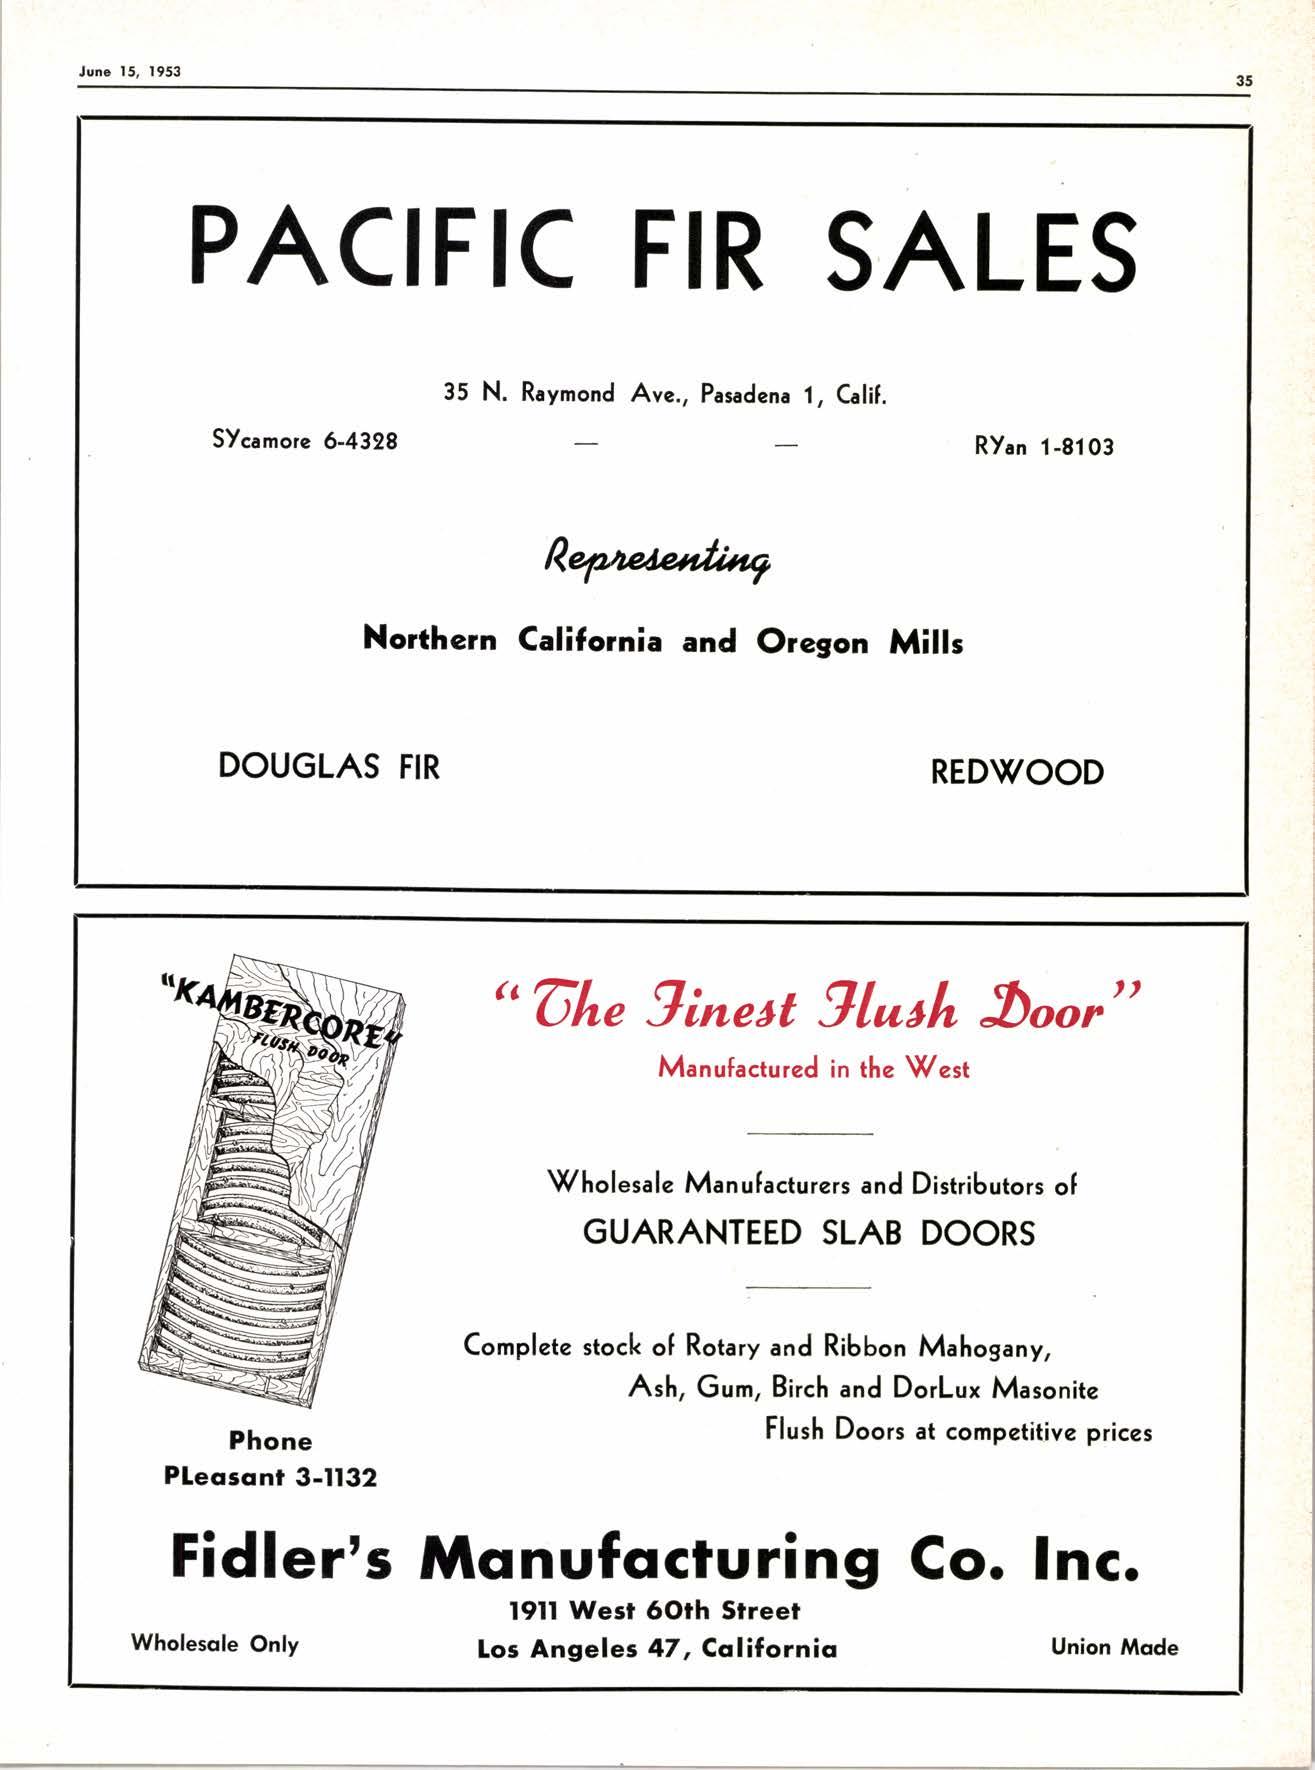 June 15, 1953
35
PACIFIC FIR SALES
35 N. Raymond Ave., Pasadena 1, Calif.
SYcamore 6-4328 — — RYan 1-8103
Representing
Northern California and Oregon Mills
DOUGLAS FIR REDWOOD
"KAMBERCORE"
FLUSH DOOR
"The Finest Flush Door"
Manufactured in the West
Wholesale Manufacturers and Distributors of
GUARANTEED SLAB DOORS
Complete stock of Rotary and Ribbon Mahogany,
Ash, Gum, Birch and DorLux Masonite
Flush Doors at competitive prices
Phone
PLeasant 3-1132
Fidler's Manufacturing Co. Inc.
1911 West 60th Street
Wholesale Only Los Angeles 47, California Union Made